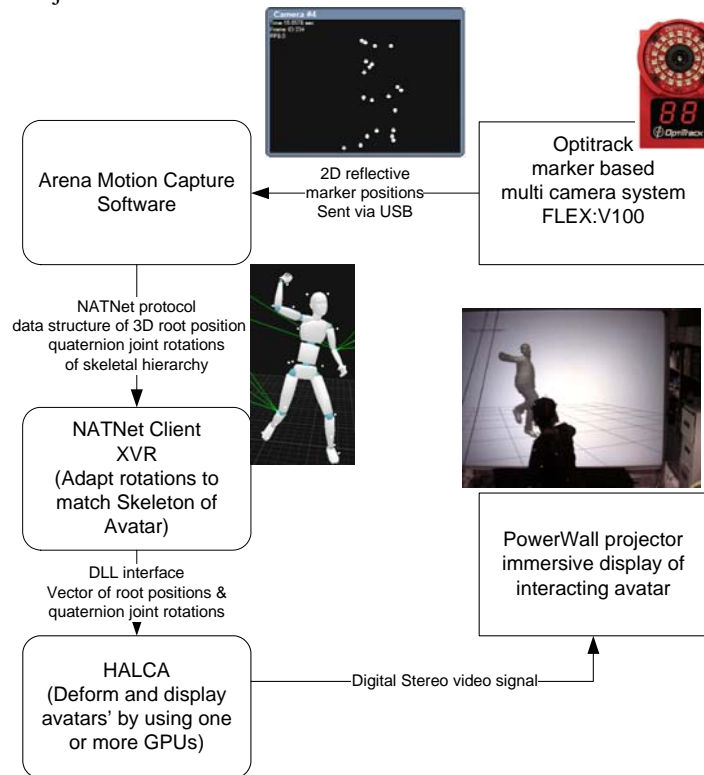 Camera #4
Optitrack
marker based
multi camera system
FLEX:V100
88
OPTITRACK
2D reflective
marker positions
Sent via USB
Arena Motion Capture
Software
NATNet protocol
data structure of 3D root position
quaternion joint rotations
of skeletal hierarchy
NATNet Client
XVR
(Adapt rotations to
match Skeleton of
Avatar)
DLL interface
Vector of root positions &
quaternion joint rotations
HALCA
(Deform and display
avatars' by using one
or more GPUs)
Digital Stereo video signal
PowerWall projector
immersive display of
interacting avatar